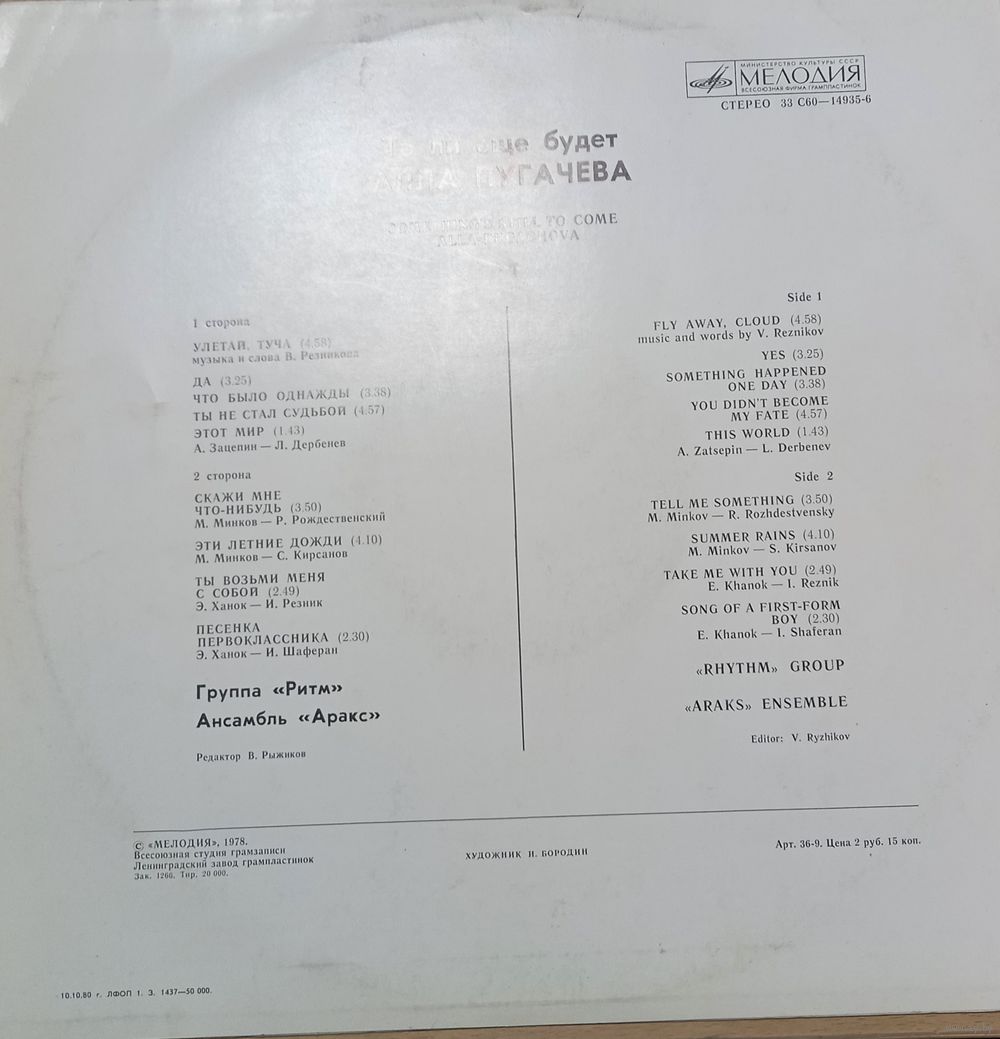 МИНИСТЕРСТВО КУЛЬТУРЫ СССР
МЕЛОДИЯ
ВСЕСОЮЗНАЯ ФИРМА ГРАМПЛАСТИНОК
СТЕРЕО 33 С60—14935-6
будет
ПУГАЧЕВА
TO COME
1 сторона
УЛЕТАЙ, ТУЧА (4.58)
музыка и слова В. Резникова
ДА (3.25)
ЧТО БЫЛО ОДНАЖДЫ (3.38)
ТЫ НЕ СТАЛ СУДЬБОЙ (4.57)
ЭТОТ МИР (1.43)
А. Зацепин — Л. Дербенев
2 сторона
СКАЖИ МНЕ
ЧТО-НИБУДЬ (3.50)
М. Минков — Р. Рождественский
ЭТИ ЛЕТНИЕ ДОЖДИ (4.10)
М. Минков — С. Кирсанов
ТЫ ВОЗЬМИ МЕНЯ
С СОБОЙ (2.49)
Э. Ханок — И. Резник
ПЕСЕНКА
ПЕРВОКЛАССНИКА (2.30)
Э. Ханок — И. Шаферан
Группа «Ритм»
Ансамбль «Аракс»
Редактор В. Рыжиков
Side 1
FLY AWAY, CLOUD (4.58)
music and words by V. Reznikov
YES (3.25)
SOMETHING HAPPENED
ONE DAY (3.38)
YOU DIDN'T BECOME
MY FATE (4.57)
THIS WORLD (1.43)
A. Zatsepin — L. Derbenev
Side 2
TELL ME SOMETHING (3.50)
M. Minkov — R. Rozhdestvensky
SUMMER RAINS (4.10)
M. Minkov — S. Kirsanov
TAKE ME WITH YOU (2.49)
E. Khanok — I. Reznik
SONG OF A FIRST-FORM
BOY (2.30)
E. Khanok — I. Shaferan
«RHYTHM» GROUP
«ARAKS» ENSEMBLE
Editor: V. Ryzhikov
© «МЕЛОДИЯ», 1978.
Всесоюзная студия грамзаписи
Ленинградский завод грампластинок
Зак. 1266. Тир. 20 000.
ХУДОЖНИК Н. БОРОДИН
Арт. 36-9. Цена 2 руб. 15 коп.
10.10.80 г. ЛФОП 1. З. 1437—50 000.